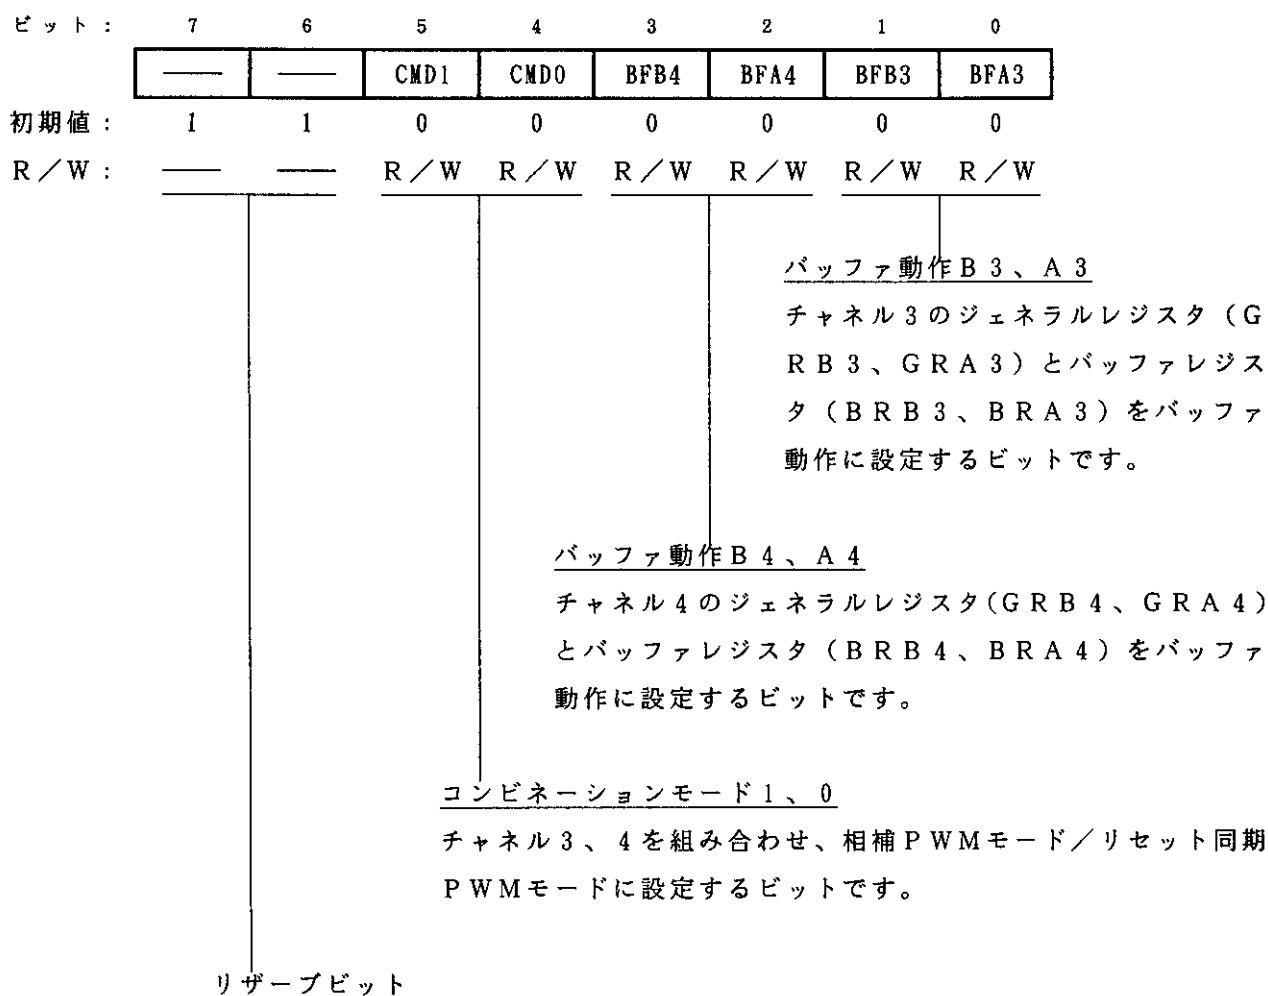 ビット： 7 6 5 4 3 2 1 0
― ― CMD1 CMD0 BFB4 BFA4 BFB3 BFA3
初期値： 1 1 0 0 0 0 0 0
R／W： ― ― R／W R／W R／W R／W R／W R／W
バッファ動作B3、A3
チャネル3のジェネラルレジスタ（G
RB3、GRA3）とバッファレジス
タ（BRB3、BRA3）をバッファ
動作に設定するビットです。
バッファ動作B4、A4
チャネル4のジェネラルレジスタ（GRB4、GRA4）
とバッファレジスタ（BRB4、BRA4）をバッファ
動作に設定するビットです。
コンビネーションモード1、0
チャネル3、4を組み合わせ、相補PWMモード／リセット同期
PWMモードに設定するビットです。
リザーブビット